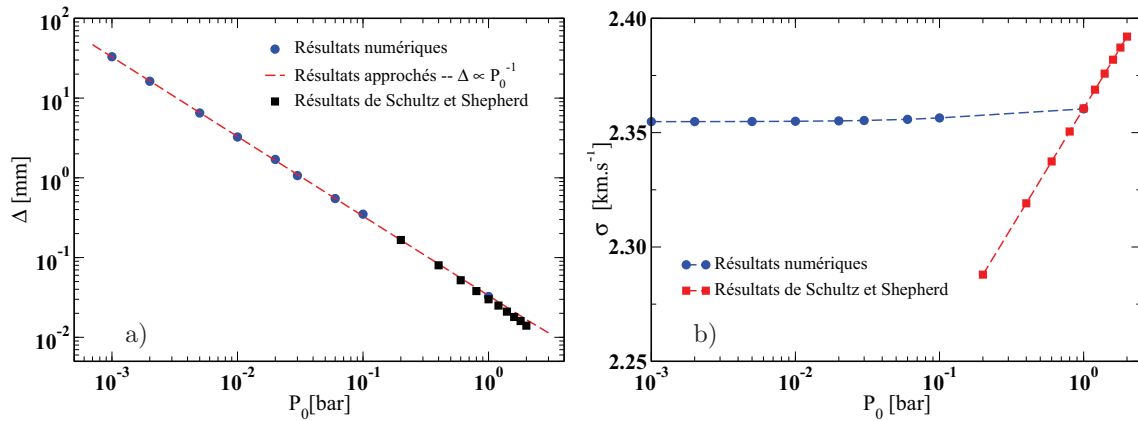 10^2
10^1
10^0
10^-1
10^-2
Δ [mm]
Résultats numériques
Résultats approchés -- Δ ∝ P_0^-1
Résultats de Schultz et Shepherd
a)
10^-3 10^-2 10^-1 10^0
P_0[bar]
2.40
2.35
2.30
2.25
σ [km.s^-1]
Résultats numériques
Résultats de Schultz et Shepherd
b)
10^-3 10^-2 10^-1 10^0
P_0 [bar]